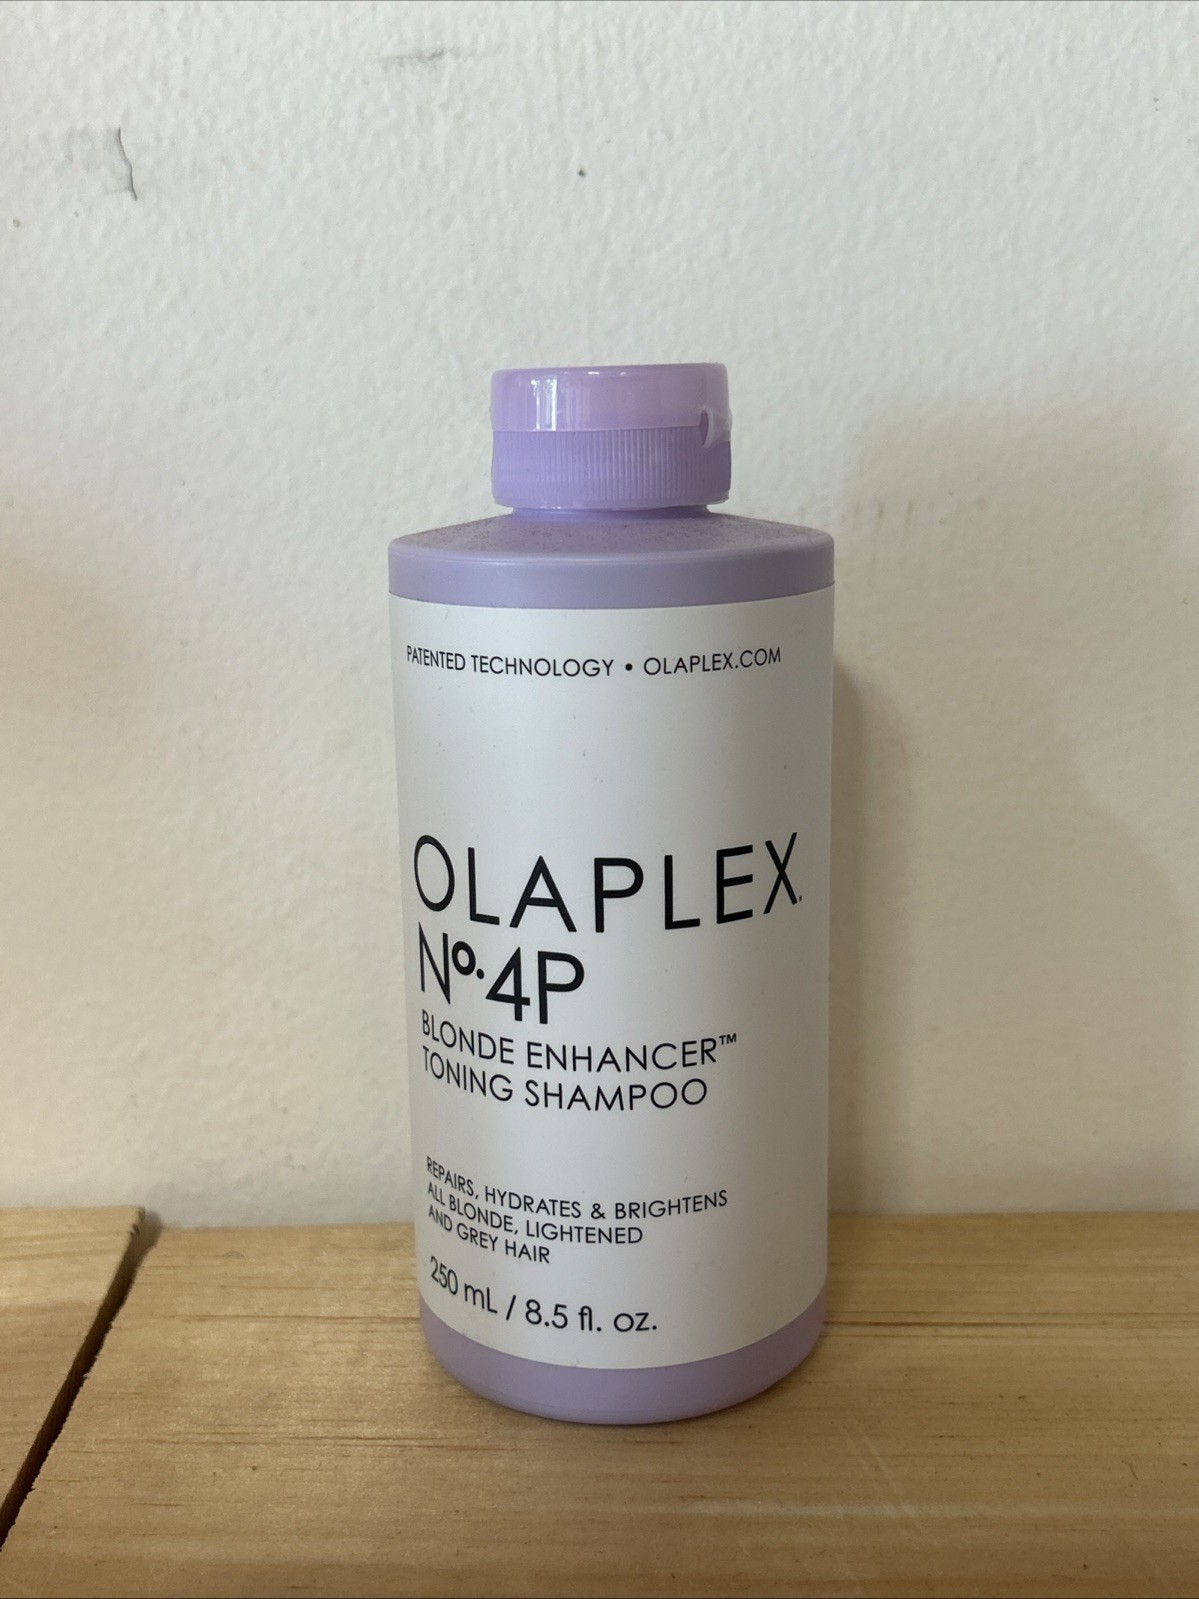 PATENTED TECHNOLOGY • OLAPLEX.COM
OLAPLEX.
Nº.4P
BLONDE ENHANCER™
TONING SHAMPOO
REPAIRS, HYDRATES & BRIGHTENS
ALL BLONDE, LIGHTENED
AND GREY HAIR
250 mL / 8.5 fl. oz.